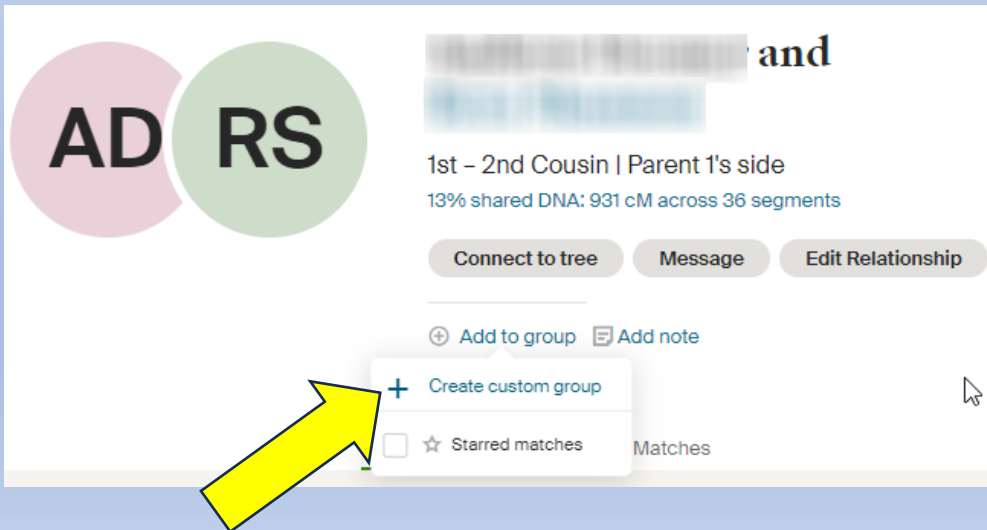 AD RS
and
1st – 2nd Cousin | Parent 1's side
13% shared DNA: 931 cM across 36 segments
Connect to tree Message Edit Relationship
Add to group Add note
Create custom group
Starred matches Matches